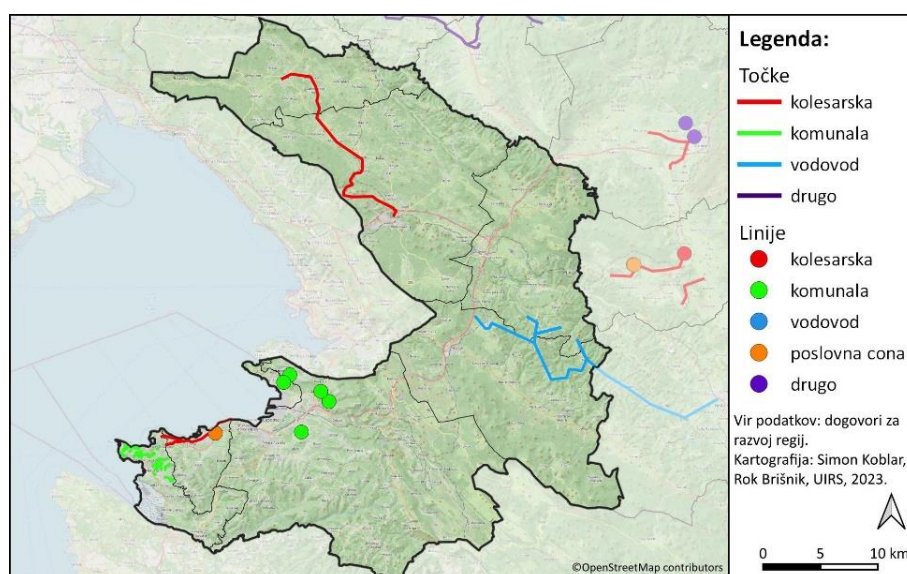 Legenda:
Točke
kolesarska
komunala
vodovod
drugo
Linije
kolesarska
komunala
vodovod
poslovna cona
drugo
Vir podatkov: dogovori za
razvoj regij.
Kartografija: Simon Koblar,
Rok Brišnik, UIRS, 2023.
0 5 10 km
©OpenStreetMap contributors